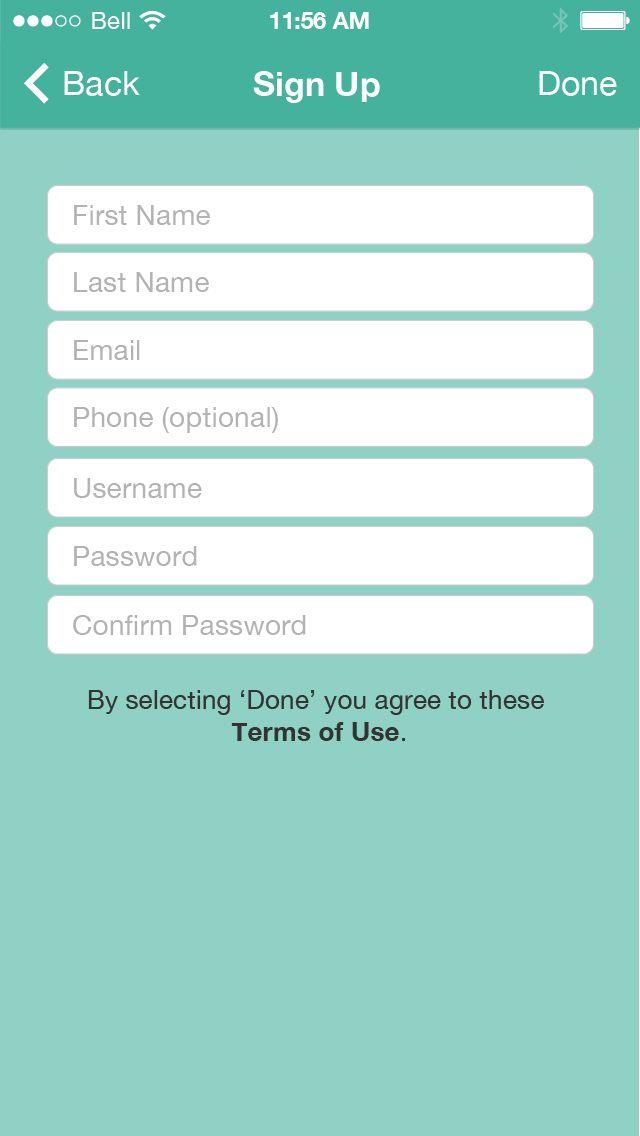 Bell 11:56 AM
Back Sign Up Done
First Name
Last Name
Email
Phone (optional)
Username
Password
Confirm Password
By selecting ‘Done’ you agree to these
Terms of Use.